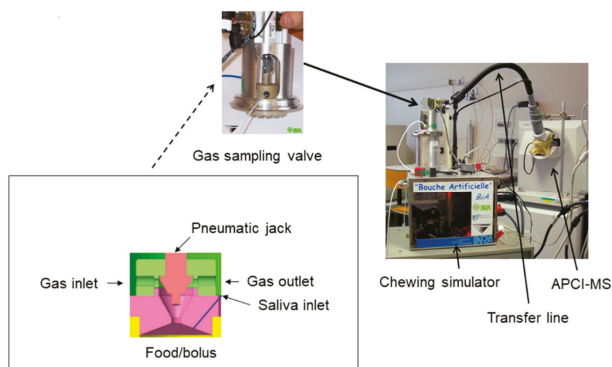 Gas sampling valve
"Bouche Artificielle"
Pneumatic jack
Gas inlet
Gas outlet
Saliva inlet
Food/bolus
Chewing simulator
APCI-MS
Transfer line